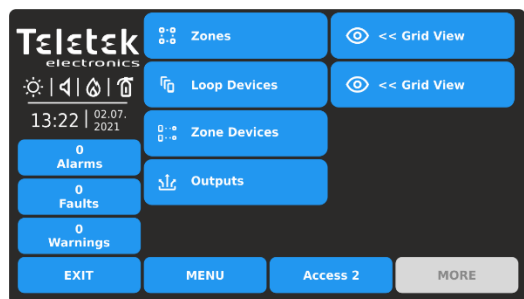 Teletek
electronics
13:22 | 02.07.
2021
0
Alarms
0
Faults
0
Warnings
Zones
<< Grid View
Loop Devices
<< Grid View
Zone Devices
Outputs
EXIT
MENU
Access 2
MORE